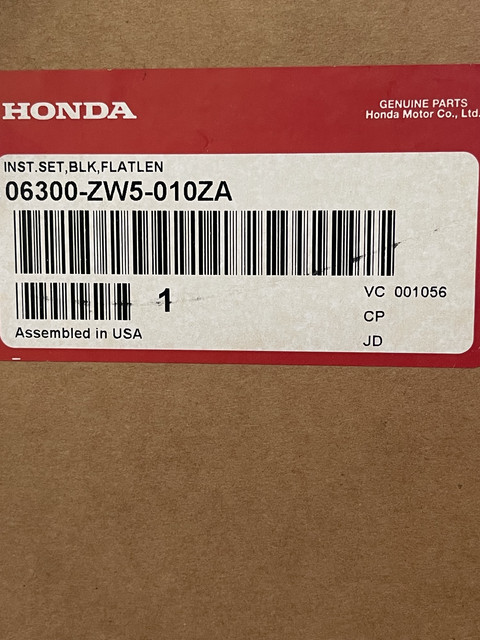 HONDA
GENUINE PARTS
Honda Motor Co., Ltd.
INST.SET,BLK,FLATLEN
06300-ZW5-010ZA
1
VC 001056
CP
Assembled in USA
JD